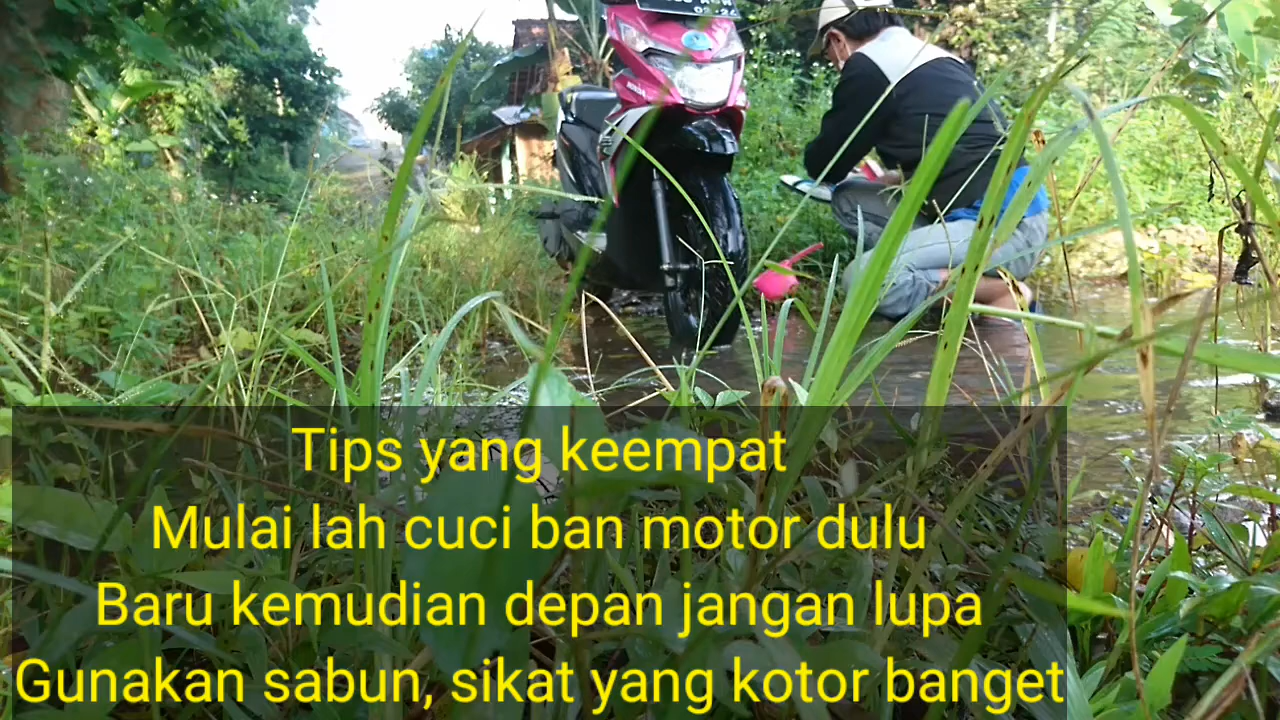 Tips yang keempat
Mulai lah cuci ban motor dulu
Baru kemudian depan jangan lupa
Gunakan sabun, sikat yang kotor banget